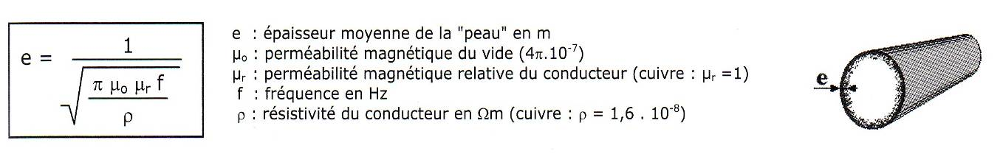 e = 1 / √(π μₒ μᵣ f / ρ)
e : épaisseur moyenne de la "peau" en m
μₒ : perméabilité magnétique du vide (4π.10⁻⁷)
μᵣ : perméabilité magnétique relative du conducteur (cuivre : μᵣ =1)
f : fréquence en Hz
ρ : résistivité du conducteur en Ωm (cuivre : ρ = 1,6 . 10⁻⁸)
e